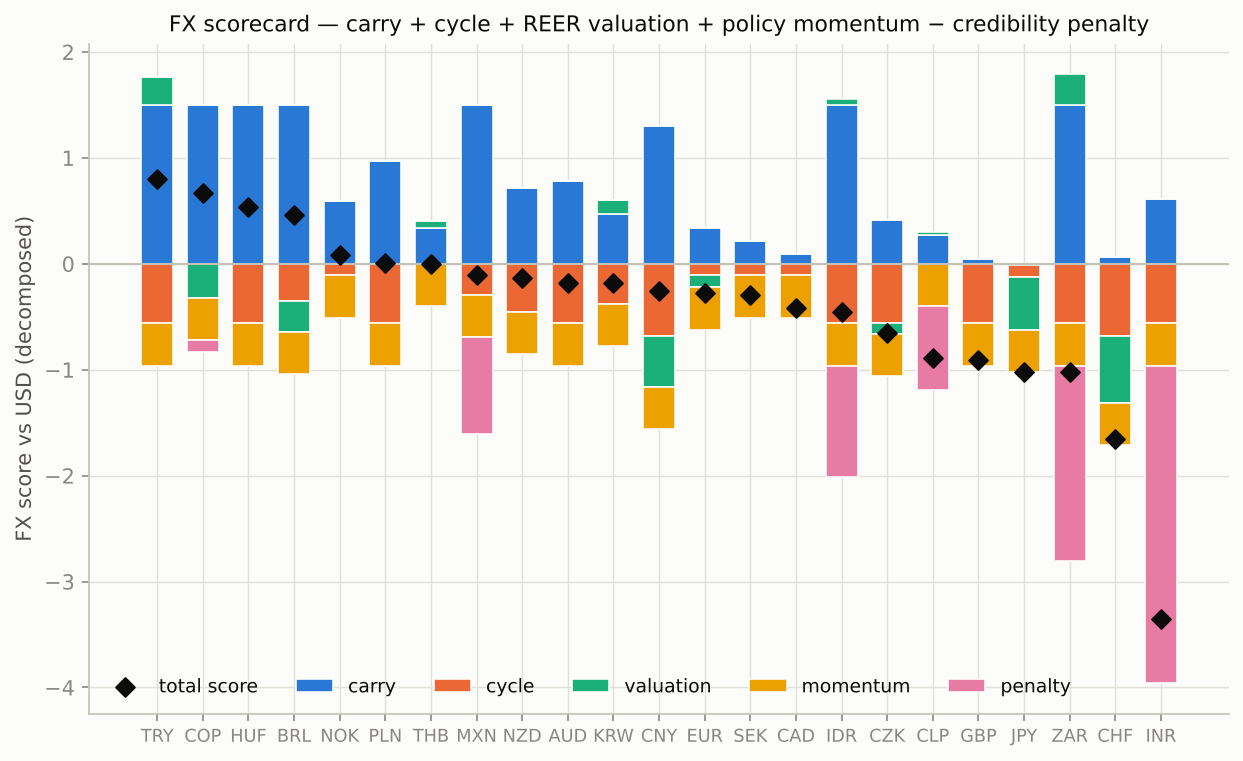 FX scorecard — carry + cycle + REER valuation + policy momentum − credibility penalty
FX score vs USD (decomposed)
2
1
0
−1
−2
−3
−4
total score carry cycle valuation momentum penalty
TRY COP HUF BRL NOK PLN THB MXN NZD AUD KRW CNY EUR SEK CAD IDR CZK CLP GBP JPY ZAR CHF INR